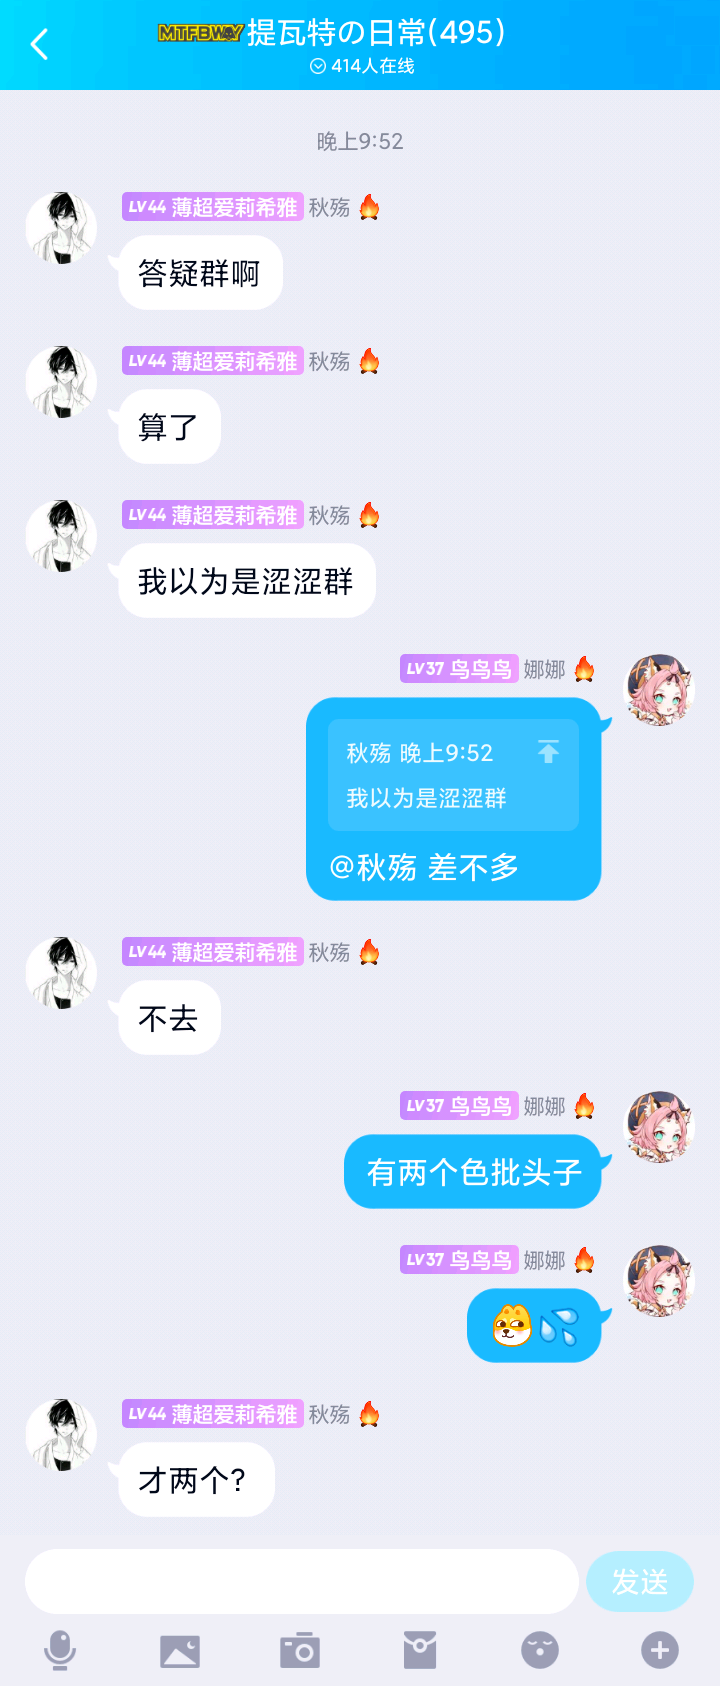 MTFBWY提瓦特の日常(495)
414人在线
晚上9:52
LV44 薄超爱莉希雅 秋殇 🔥
答疑群啊
LV44 薄超爱莉希雅 秋殇 🔥
算了
LV44 薄超爱莉希雅 秋殇 🔥
我以为是涩涩群
LV37 鸟鸟鸟 娜娜 🔥
秋殇 晚上9:52
我以为是涩涩群
@秋殇 差不多
LV44 薄超爱莉希雅 秋殇 🔥
不去
LV37 鸟鸟鸟 娜娜 🔥
有两个色批头子
LV37 鸟鸟鸟 娜娜 🔥
💦
LV44 薄超爱莉希雅 秋殇 🔥
才两个?
发送